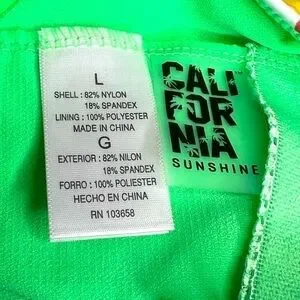 L
SHELL : 82% NYLON
18% SPANDEX
LINING : 100% POLYESTER
MADE IN CHINA
G
EXTERIOR : 82% NILON
18% SPANDEX
FORRO : 100% POLIESTER
HECHO EN CHINA
RN 103658
CALI
FOR
NIA
SUNSHINE